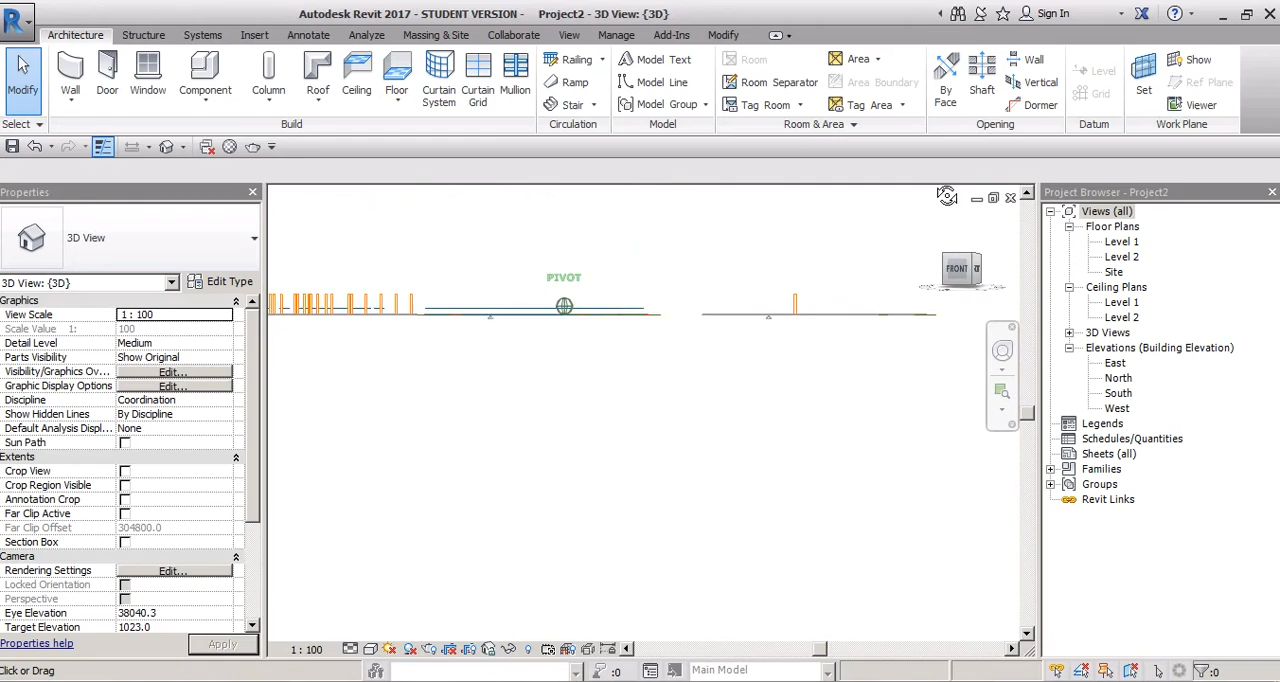 Autodesk Revit 2017 - STUDENT VERSION - Project2 - 3D View: {3D}
Sign In
Architecture Structure Systems Insert Annotate Analyze Massing & Site Collaborate View Manage Add-Ins Modify
Modify Wall Door Window Component Column Roof Ceiling Floor Curtain System Curtain Grid Mullion
Railing Ramp Stair
Model Text Model Line Model Group
Room Room Separator Tag Room Area Area Boundary Tag Area
By Face Shaft Wall Vertical Dormer
Level Grid
Set Show Ref Plane Viewer
Select Build Circulation Model Room & Area Opening Datum Work Plane
Properties
3D View
3D View: {3D} Edit Type
Graphics
View Scale 1 : 100
Scale Value 1: 100
Detail Level Medium
Parts Visibility Show Original
Visibility/Graphics Ov... Edit...
Graphic Display Options Edit...
Discipline Coordination
Show Hidden Lines By Discipline
Default Analysis Displ... None
Sun Path
Extents
Crop View
Crop Region Visible
Annotation Crop
Far Clip Active
Far Clip Offset 304800.0
Section Box
Camera
Rendering Settings Edit...
Locked Orientation
Perspective
Eye Elevation 38040.3
Target Elevation 1023.0
Properties help Apply
PIVOT
FRONT
Project Browser - Project2
Views (all)
Floor Plans
Level 1
Level 2
Site
Ceiling Plans
Level 1
Level 2
3D Views
Elevations (Building Elevation)
East
North
South
West
Legends
Schedules/Quantities
Sheets (all)
Families
Groups
Revit Links
1 : 100
Click or Drag :0 Main Model :0